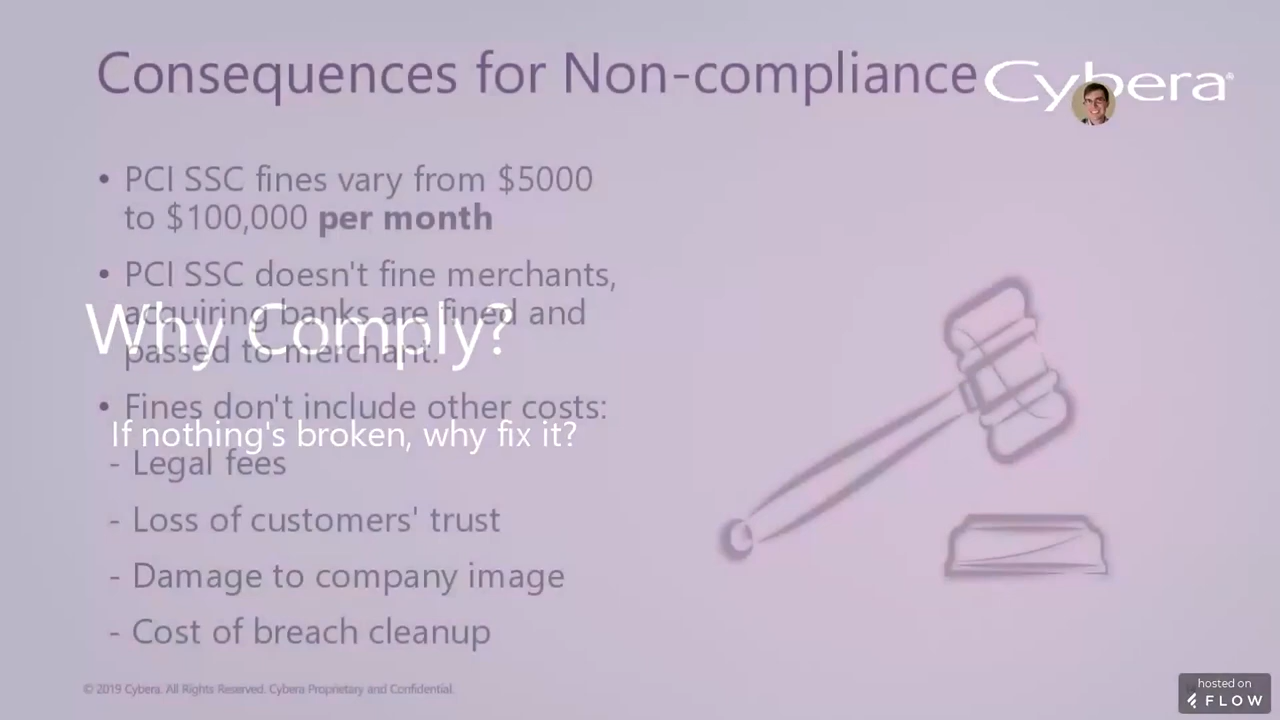 Consequences for Non-compliance
Cybera®
• PCI SSC fines vary from $5000
to $100,000 per month
• PCI SSC doesn't fine merchants,
acquiring banks are fined and
passed to merchant.
Why Comply?
• Fines don't include other costs:
If nothing's broken, why fix it?
- Legal fees
- Loss of customers' trust
- Damage to company image
- Cost of breach cleanup
© 2019 Cybera. All Rights Reserved. Cybera Proprietary and Confidential.
hosted on
FLOW